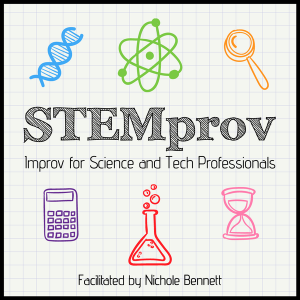 STEMprov
Improv for Science and Tech Professionals
Facilitated by Nichole Bennett